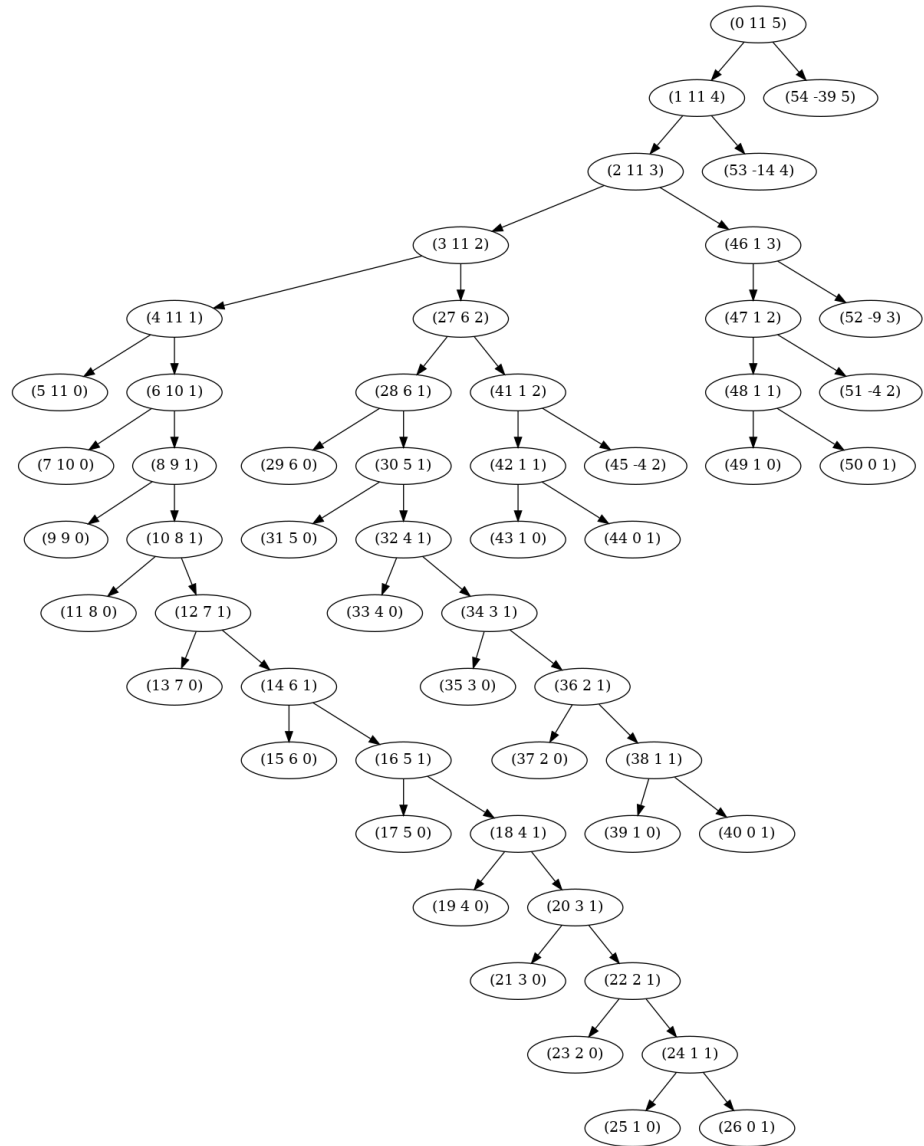 (0 11 5)
(1 11 4)
(54 -39 5)
(2 11 3)
(53 -14 4)
(3 11 2)
(46 1 3)
(4 11 1)
(27 6 2)
(47 1 2)
(52 -9 3)
(5 11 0)
(6 10 1)
(28 6 1)
(41 1 2)
(48 1 1)
(51 -4 2)
(7 10 0)
(8 9 1)
(29 6 0)
(30 5 1)
(42 1 1)
(45 -4 2)
(49 1 0)
(50 0 1)
(9 9 0)
(10 8 1)
(31 5 0)
(32 4 1)
(43 1 0)
(44 0 1)
(11 8 0)
(12 7 1)
(33 4 0)
(34 3 1)
(13 7 0)
(14 6 1)
(35 3 0)
(36 2 1)
(15 6 0)
(16 5 1)
(37 2 0)
(38 1 1)
(17 5 0)
(18 4 1)
(39 1 0)
(40 0 1)
(19 4 0)
(20 3 1)
(21 3 0)
(22 2 1)
(23 2 0)
(24 1 1)
(25 1 0)
(26 0 1)